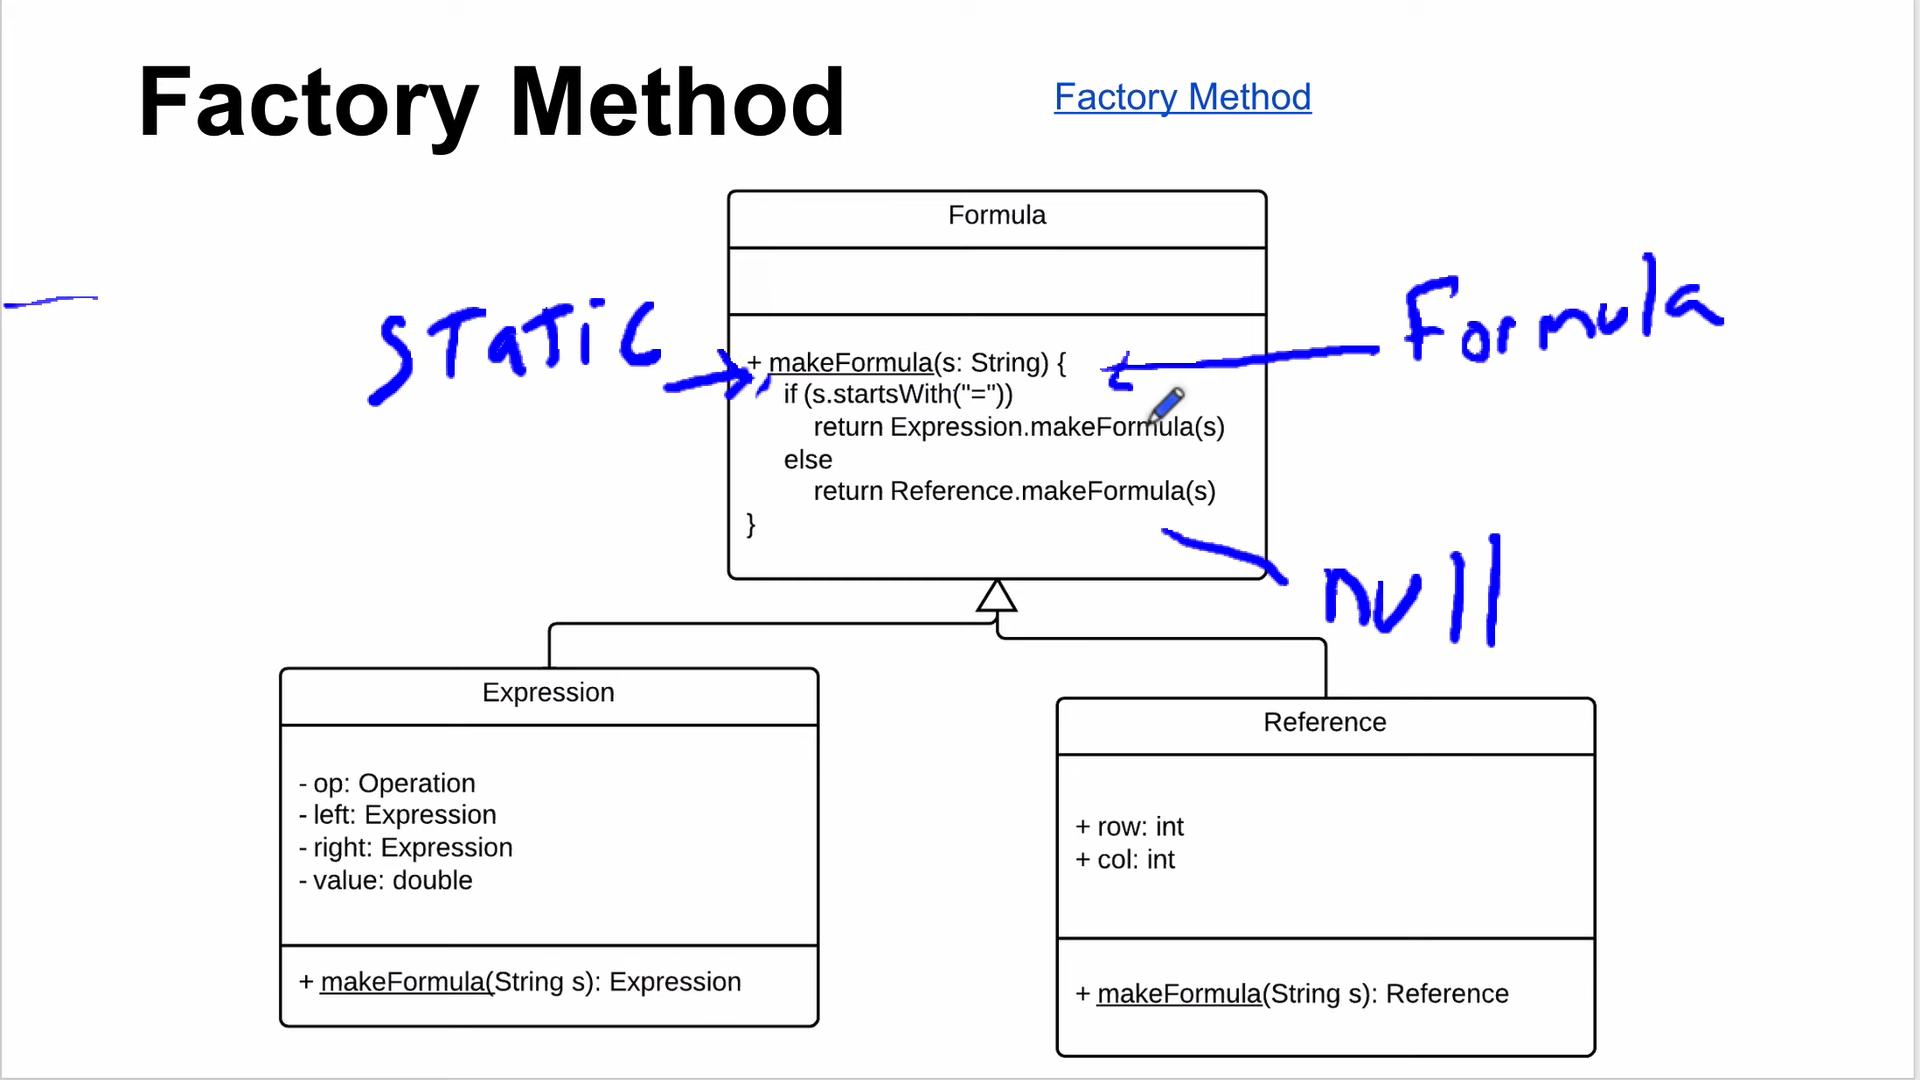 Factory Method
Factory Method
Formula
STaTiC
Formula
+ makeFormula(s: String) {
if (s.startsWith("="))
return Expression.makeFormula(s)
else
return Reference.makeFormula(s)
}
null
Expression
- op: Operation
- left: Expression
- right: Expression
- value: double
+ makeFormula(String s): Expression
Reference
+ row: int
+ col: int
+ makeFormula(String s): Reference